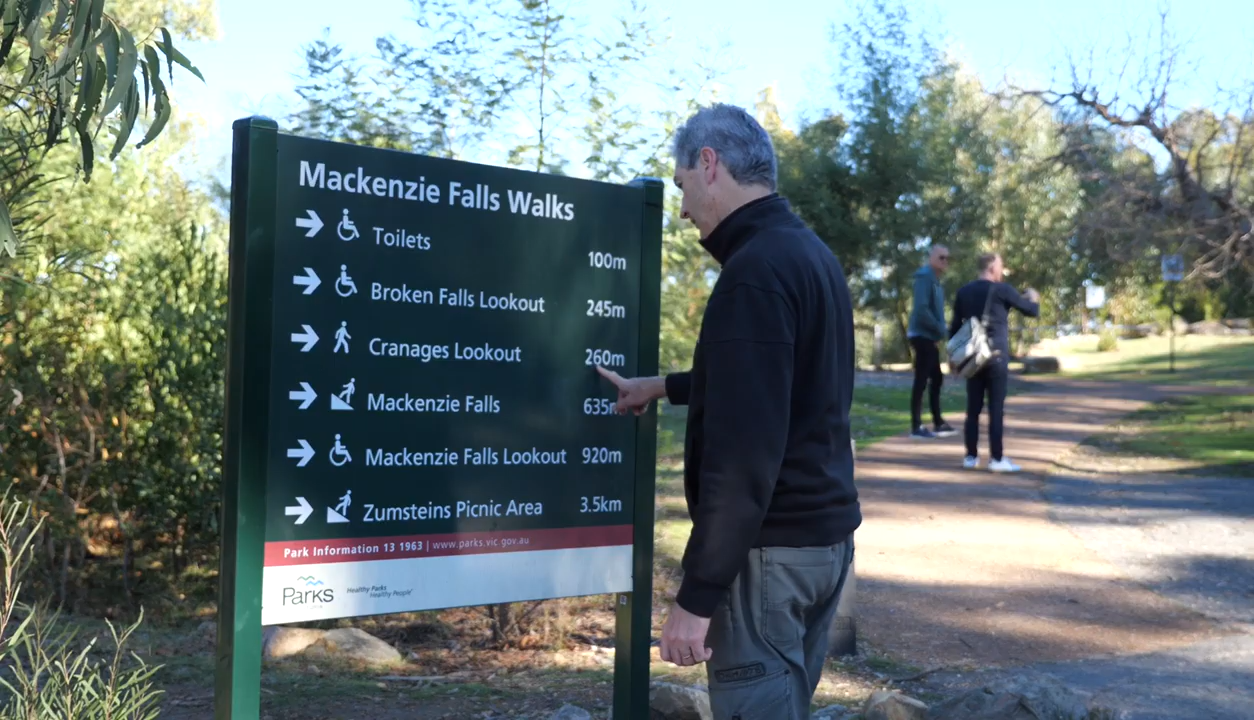 Mackenzie Falls Walks
Toilets 100m
Broken Falls Lookout 245m
Cranages Lookout 260m
Mackenzie Falls 635m
Mackenzie Falls Lookout 920m
Zumsteins Picnic Area 3.5km
Park Information 13 1963 | www.parks.vic.gov.au
Parks
Healthy Parks
Healthy People